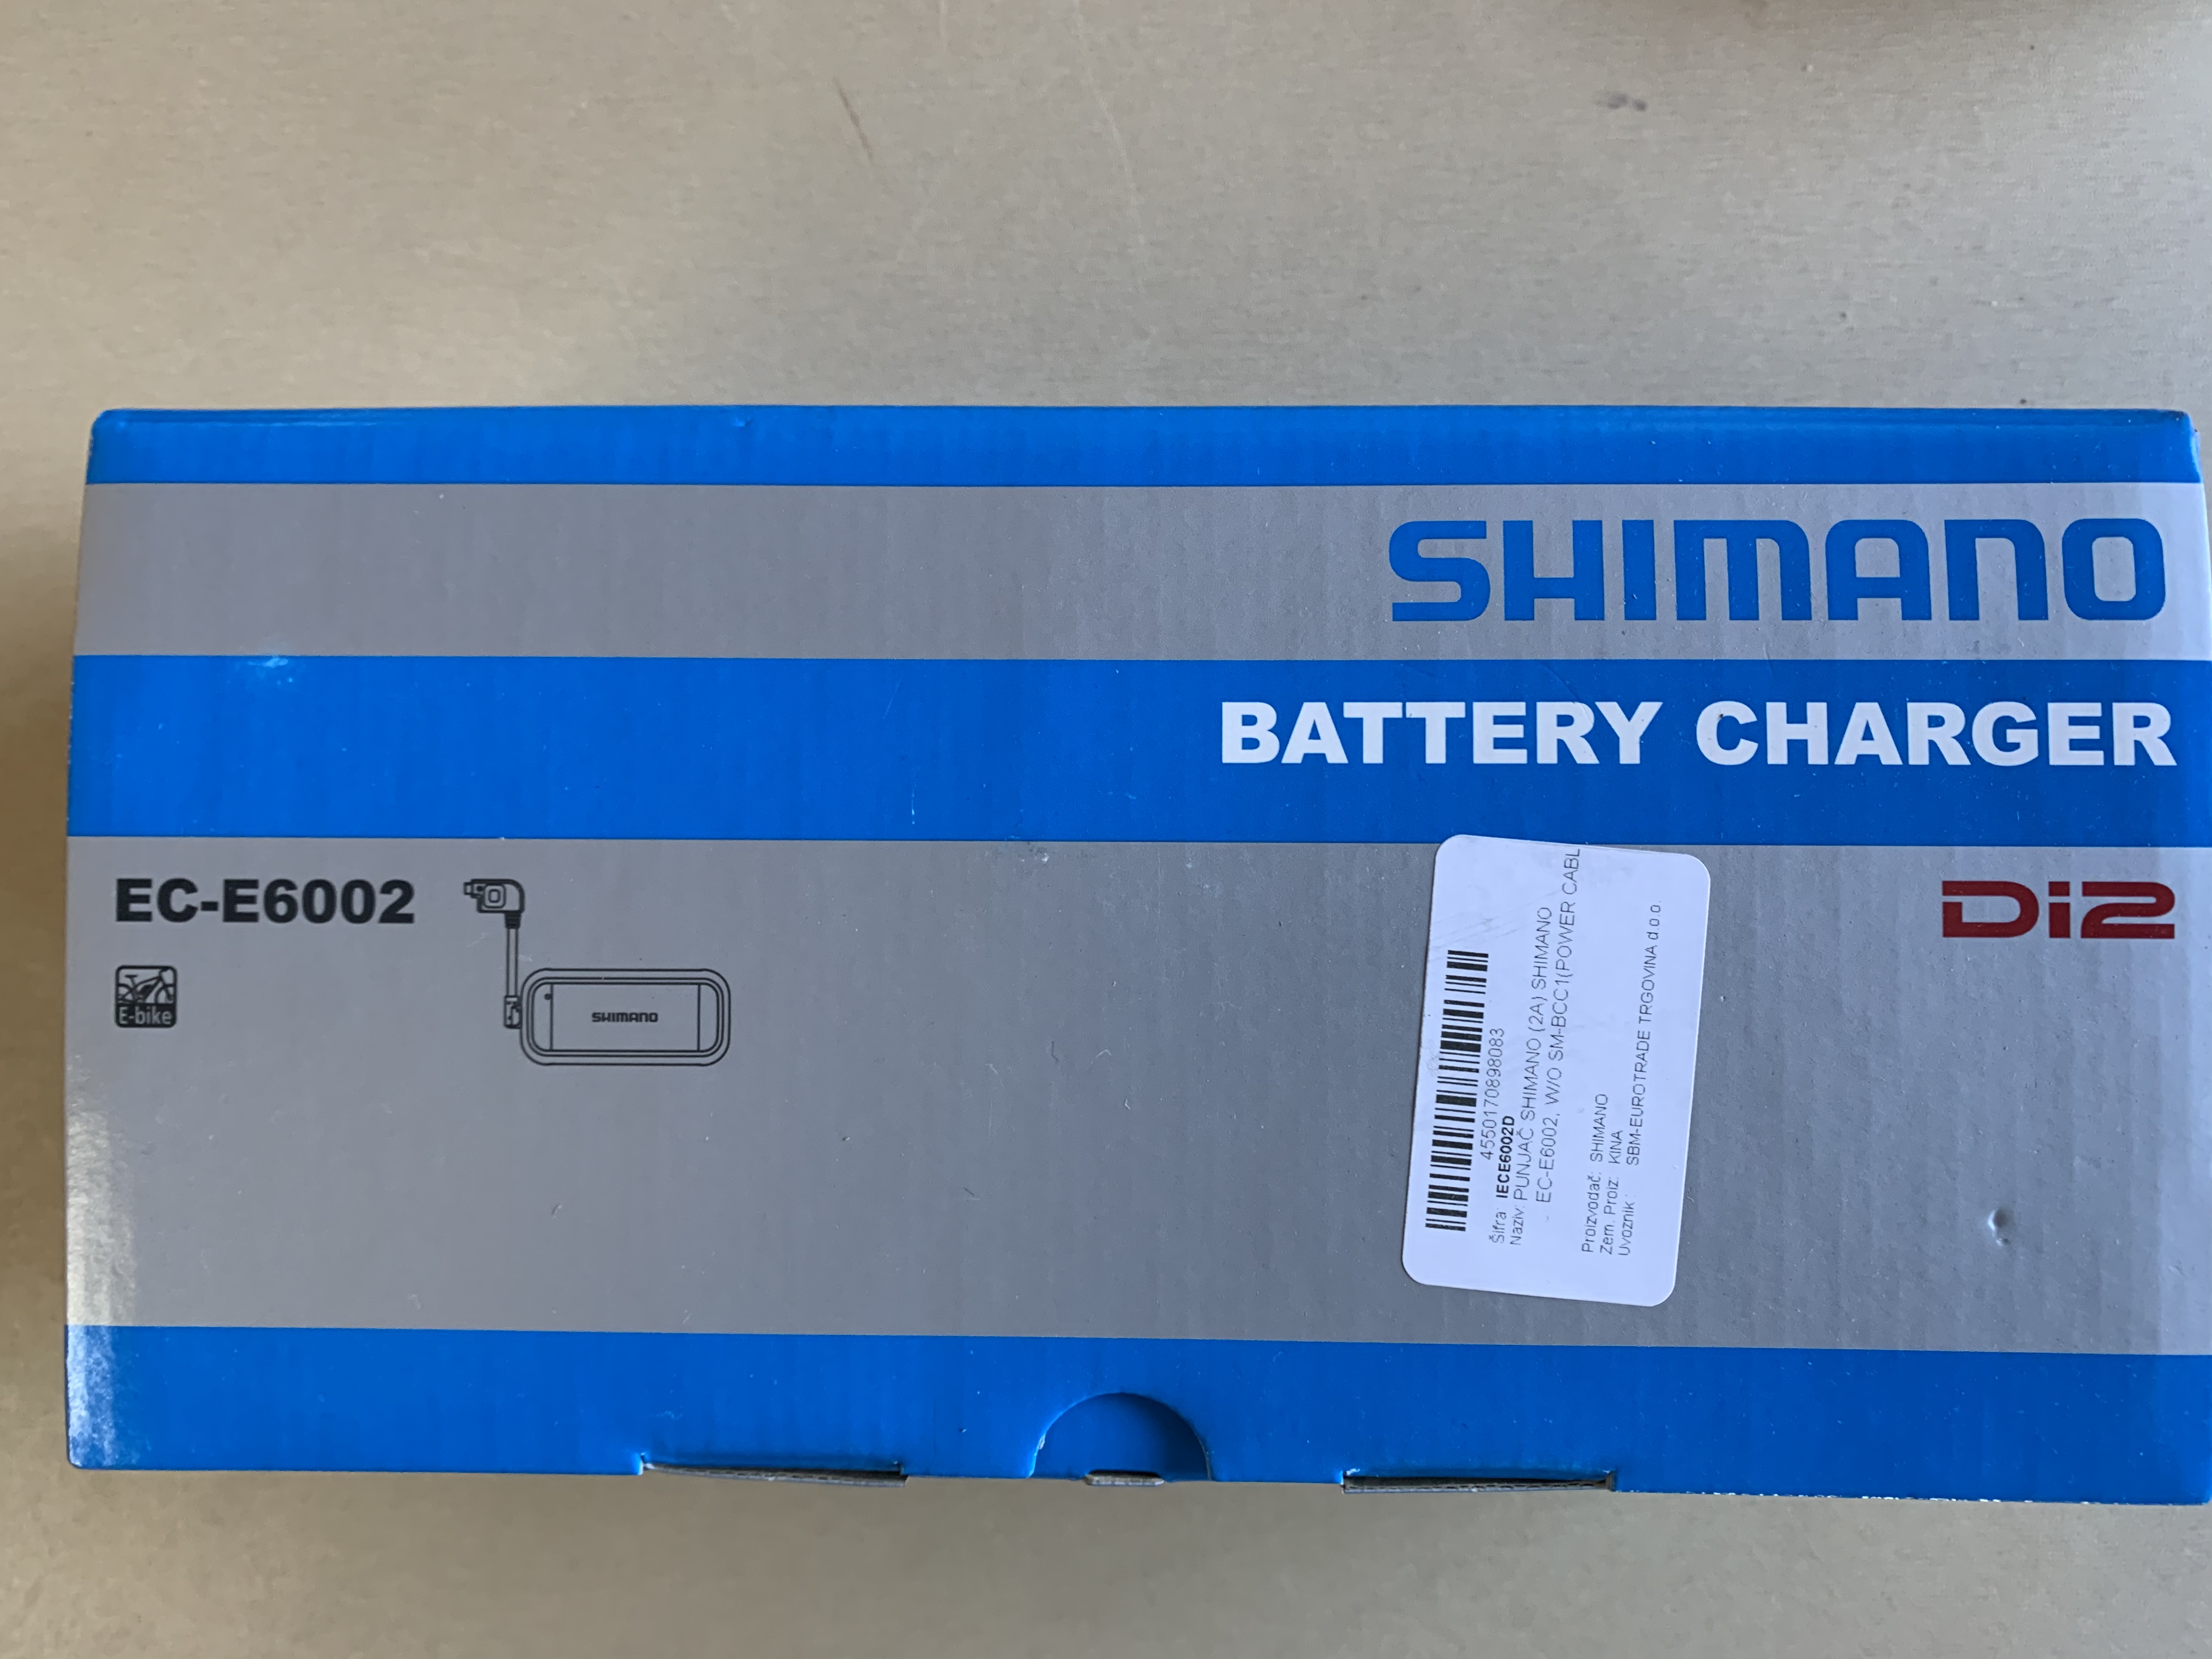 SHIMANO
BATTERY CHARGER
EC-E6002
Di2
E-bike
SHIMANO
4550170898083
Šifra: IECE6002D
Naziv: PUNJAČ SHIMANO (2A) SHIMANO
EC-E6002, W/O SM-BCC1(POWER CABL
Proizvodač: SHIMANO
Zem. Proiz: KINA
Uvoznik: SBM-EUROTRADE TRGOVINA d.o.o.